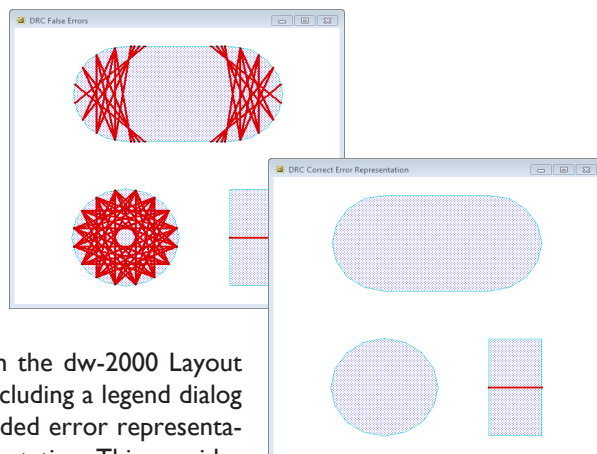 DRC False Errors
DRC Correct Error Representation
the dw-2000 Layout
cluding a legend dialog
ded error representa-